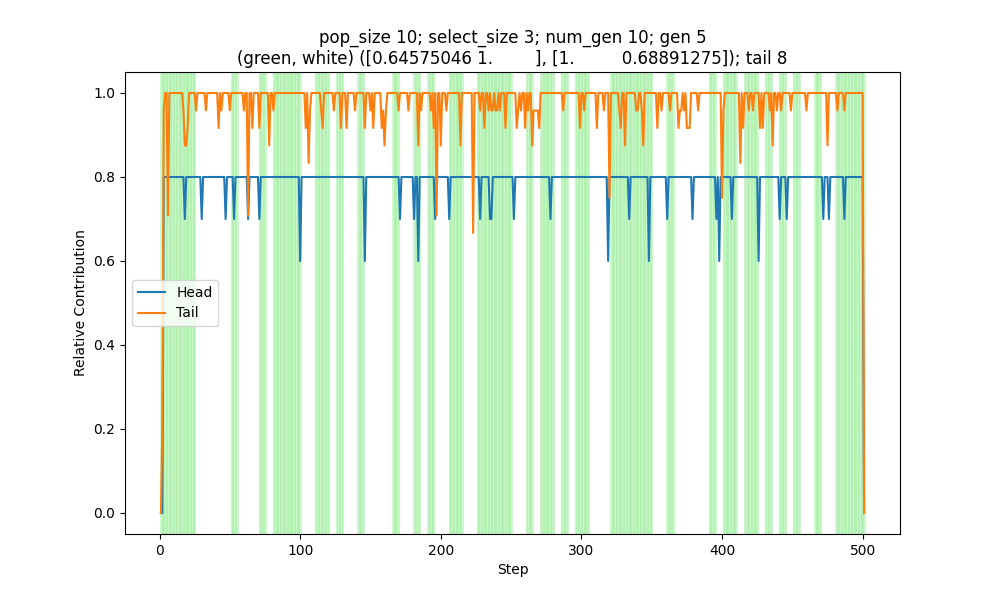 pop_size 10; select_size 3; num_gen 10; gen 5
(green, white) ([0.64575046 1.        ], [1.         0.68891275]); tail 8
1.0
0.8
0.6
0.4
0.2
0.0
Relative Contribution
Head
Tail
0 100 200 300 400 500
Step